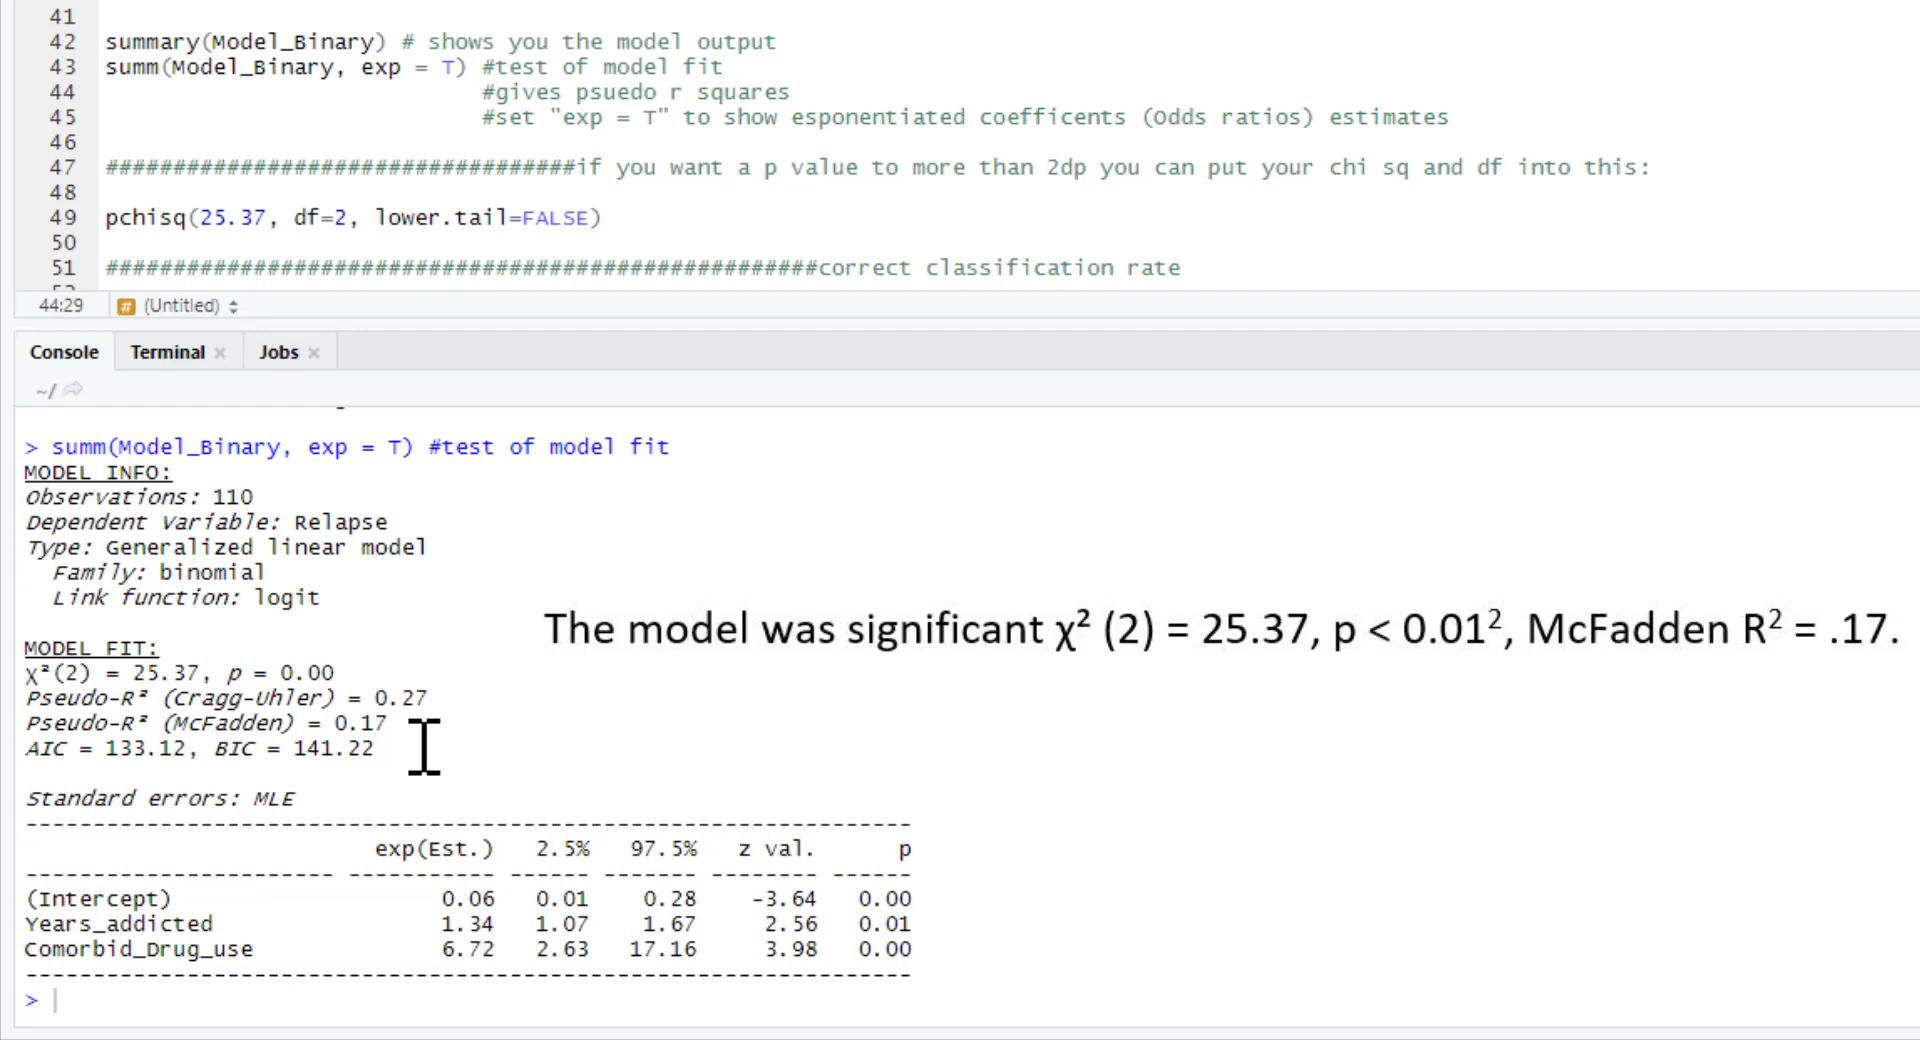 41
42 summary(Model_Binary) # shows you the model output
43 summ(Model_Binary, exp = T) #test of model fit
44 #gives psuedo r squares
45 #set "exp = T" to show esponentiated coefficents (Odds ratios) estimates
46
47 ###################################if you want a p value to more than 2dp you can put your chi sq and df into this:
48
49 pchisq(25.37, df=2, lower.tail=FALSE)
50
51 #####################################################correct classification rate
44:29 # (Untitled)
Console Terminal × Jobs ×
~/
> summ(Model_Binary, exp = T) #test of model fit
MODEL INFO:
Observations: 110
Dependent Variable: Relapse
Type: Generalized linear model
Family: binomial
Link function: logit
The model was significant χ² (2) = 25.37, p < 0.01², McFadden R² = .17.
MODEL FIT:
χ²(2) = 25.37, p = 0.00
Pseudo-R² (Cragg-Uhler) = 0.27
Pseudo-R² (McFadden) = 0.17
AIC = 133.12, BIC = 141.22
Standard errors: MLE
------------------------------------------------------------------
exp(Est.) 2.5% 97.5% z val. p
----------------------- ----------- ------ ------- -------- ------
(Intercept) 0.06 0.01 0.28 -3.64 0.00
Years_addicted 1.34 1.07 1.67 2.56 0.01
Comorbid_Drug_use 6.72 2.63 17.16 3.98 0.00
------------------------------------------------------------------
>